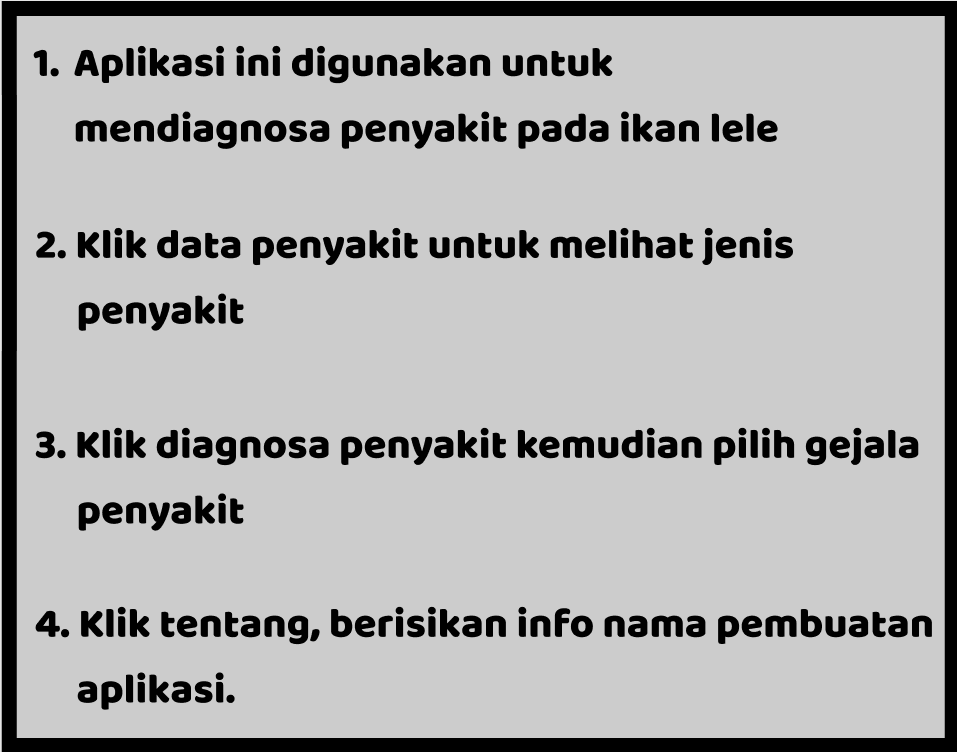 1. Aplikasi ini digunakan untuk
mendiagnosa penyakit pada ikan lele
2. Klik data penyakit untuk melihat jenis
penyakit
3. Klik diagnosa penyakit kemudian pilih gejala
penyakit
4. Klik tentang, berisikan info nama pembuatan
aplikasi.